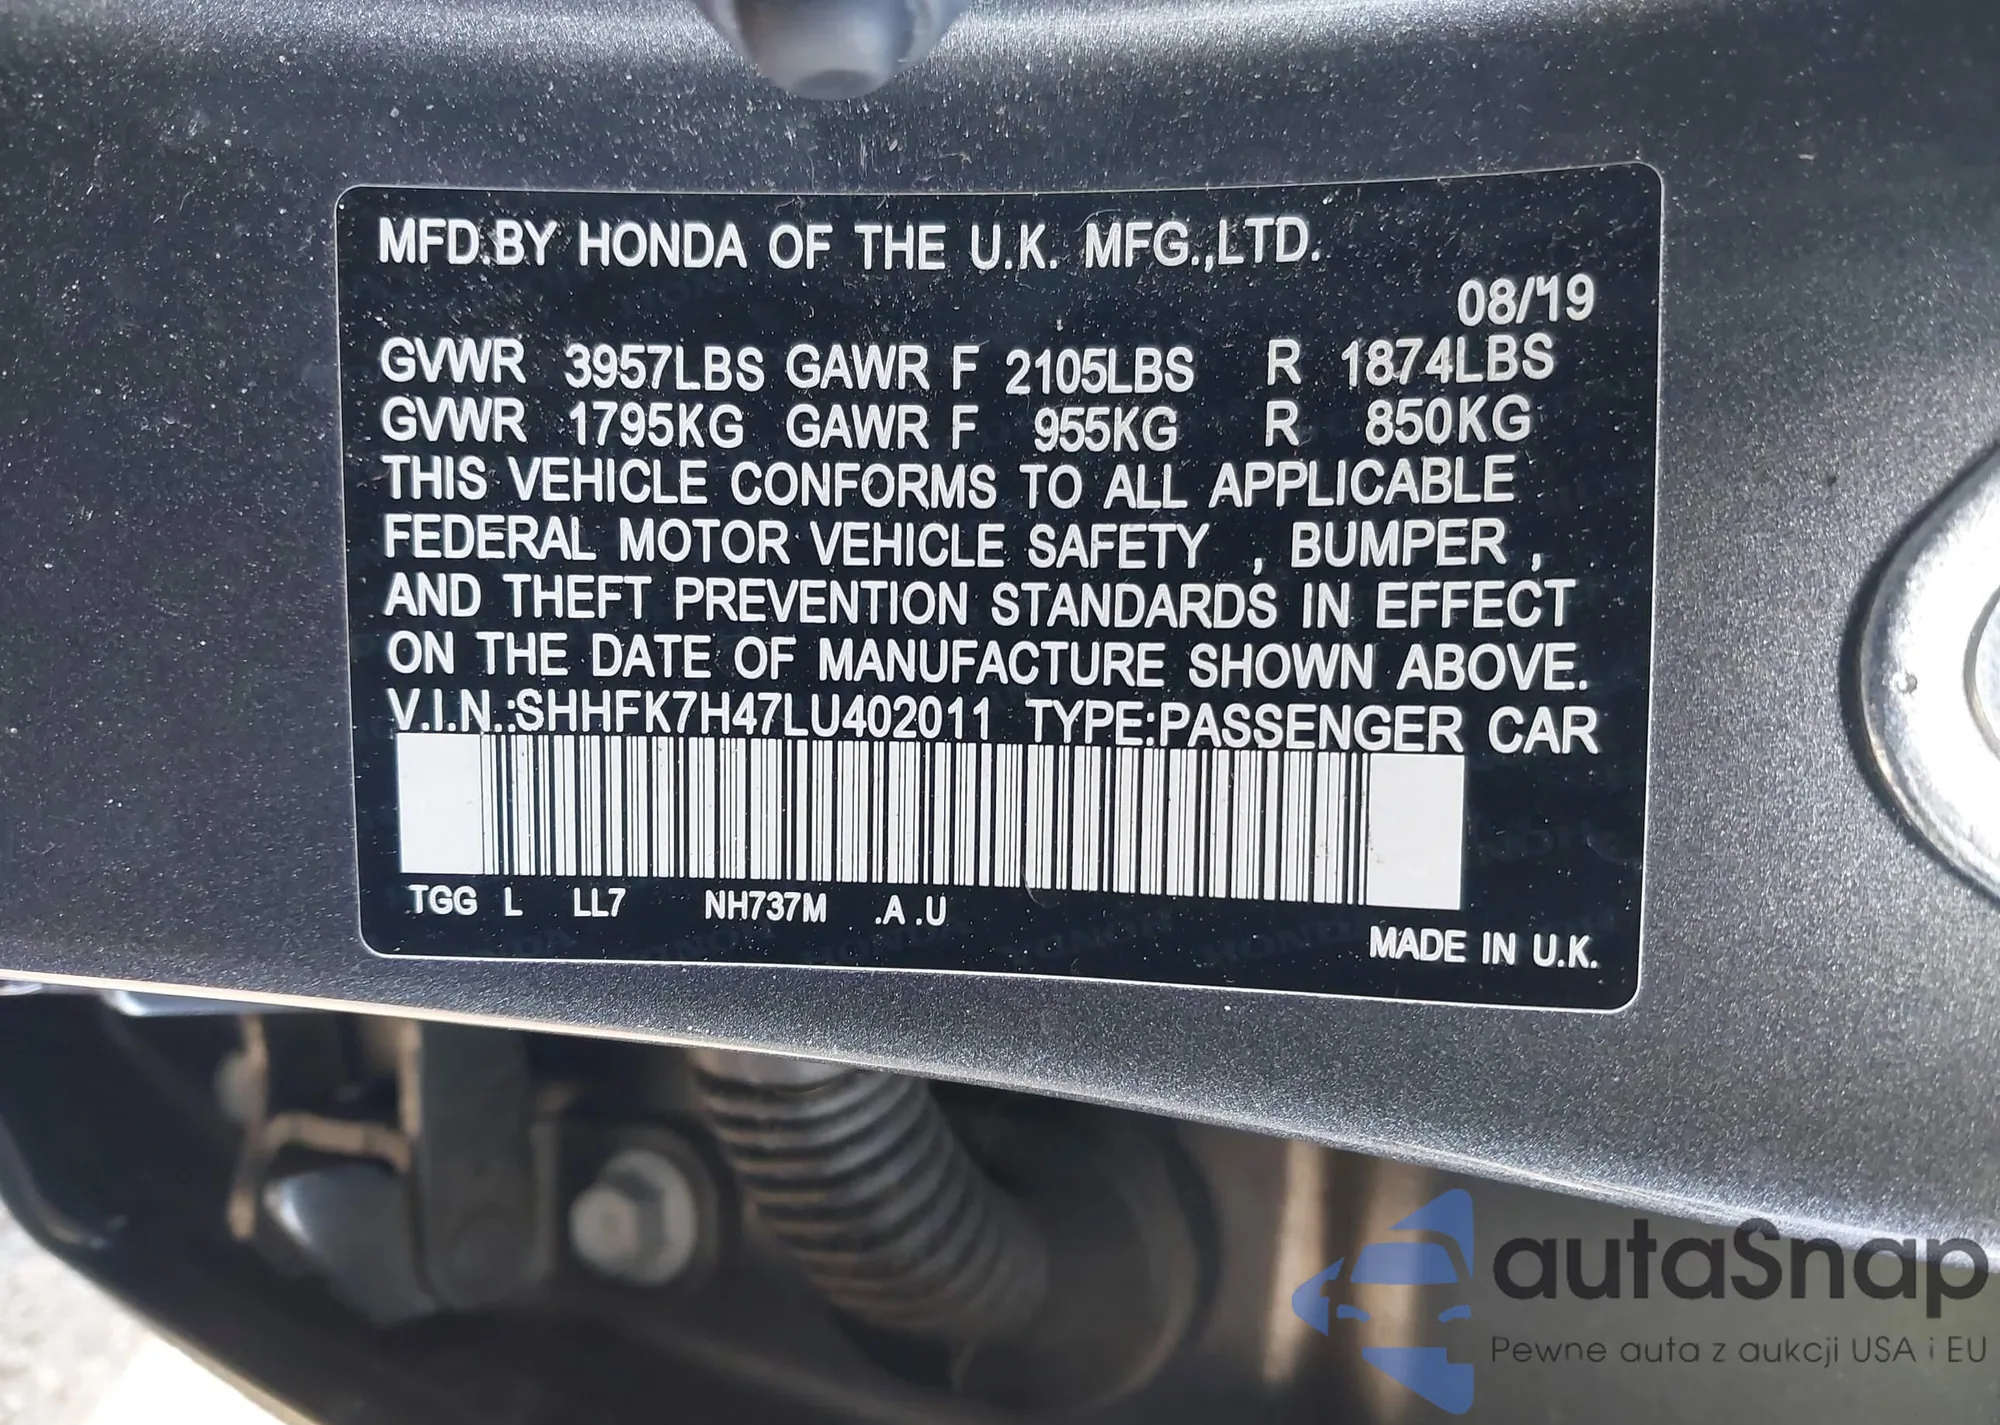 MFD.BY HONDA OF THE U.K. MFG.,LTD.
08/'19
GVWR 3957LBS GAWR F 2105LBS R 1874LBS
GVWR 1795KG GAWR F 955KG R 850KG
THIS VEHICLE CONFORMS TO ALL APPLICABLE
FEDERAL MOTOR VEHICLE SAFETY , BUMPER ,
AND THEFT PREVENTION STANDARDS IN EFFECT
ON THE DATE OF MANUFACTURE SHOWN ABOVE.
V.I.N.:SHHFK7H47LU402011 TYPE:PASSENGER CAR
TGG L LL7 NH737M .A .U
MADE IN U.K.
autaSnap
Pewne auta z aukcji USA i EU